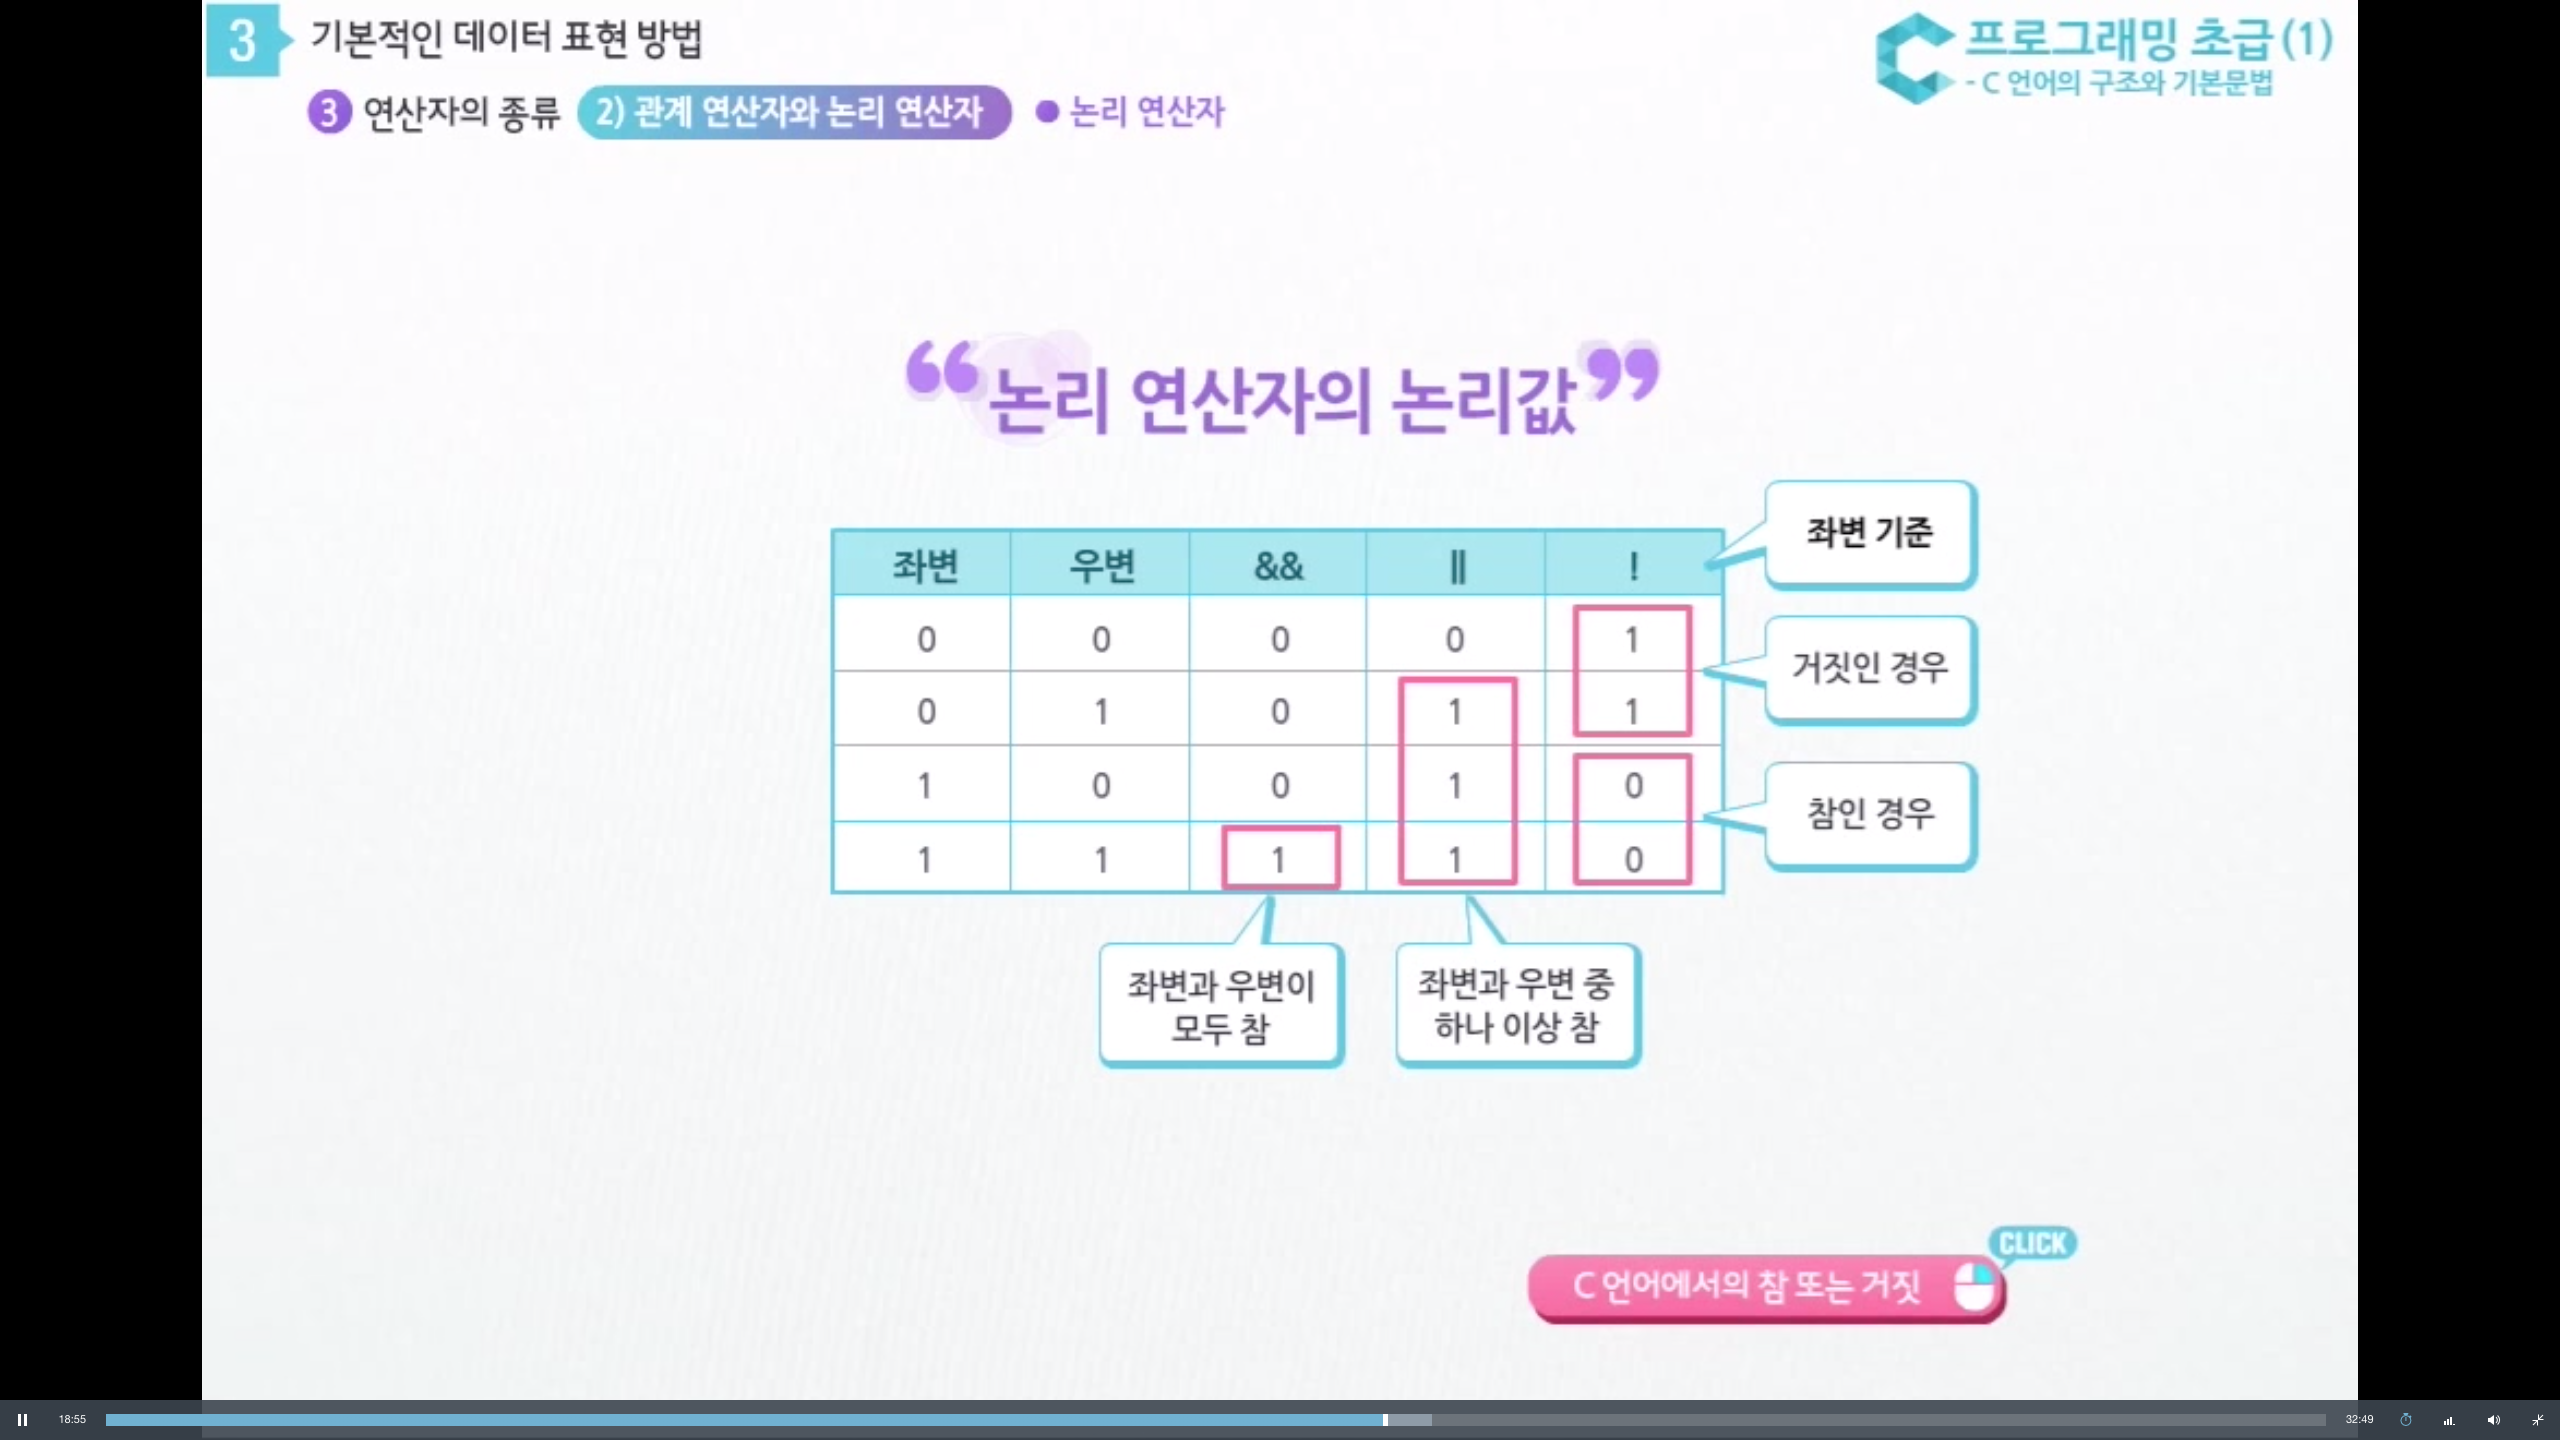 3 기본적인 데이터 표현 방법
프로그래밍 초급(1)
- C 언어의 구조와 기본문법
3 연산자의 종류 2) 관계 연산자와 논리 연산자 ● 논리 연산자
“논리 연산자의 논리값”
좌변 기준
좌변 우변 && || !
0 0 0 0 1
거짓인 경우
0 1 0 1 1
1 0 0 1 0
참인 경우
1 1 1 1 0
좌변과 우변이
모두 참
좌변과 우변 중
하나 이상 참
CLICK
C 언어에서의 참 또는 거짓
18:55
32:49